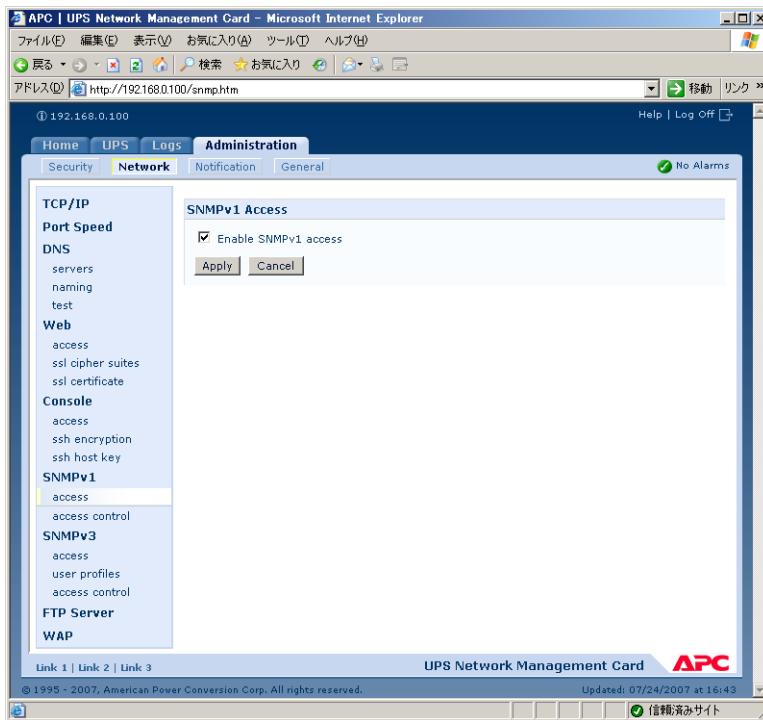 APC | UPS Network Management Card - Microsoft Internet Explorer
ファイル(F) 編集(E) 表示(V) お気に入り(A) ツール(T) ヘルプ(H)
戻る 検索 お気に入り
アドレス(D) http://192.168.0.100/snmp.htm 移動 リンク »
192.168.0.100 Help | Log Off
Home UPS Logs Administration
Security Network Notification General No Alarms
TCP/IP
Port Speed
DNS
servers
naming
test
Web
access
ssl cipher suites
ssl certificate
Console
access
ssh encryption
ssh host key
SNMPv1
access
access control
SNMPv3
access
user profiles
access control
FTP Server
WAP
SNMPv1 Access
Enable SNMPv1 access
Apply Cancel
Link 1 | Link 2 | Link 3 UPS Network Management Card APC
© 1995 - 2007, American Power Conversion Corp. All rights reserved. Updated: 07/24/2007 at 16:43
信頼済みサイト